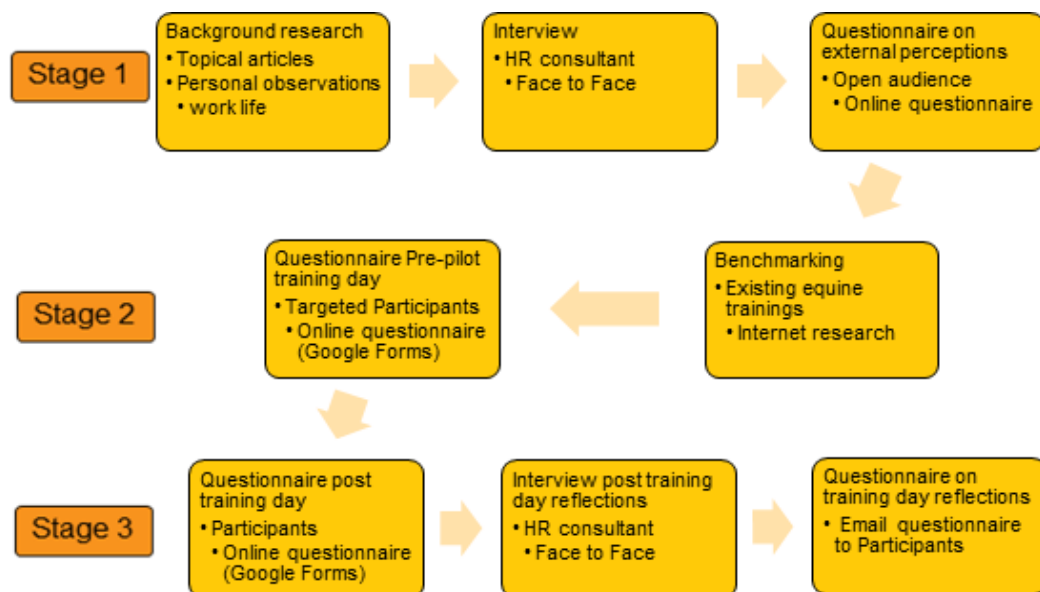 Stage 1
Background research
• Topical articles
• Personal observations
• work life
Interview
• HR consultant
• Face to Face
Questionnaire on
external perceptions
• Open audience
• Online questionnaire
Stage 2
Benchmarking
• Existing equine
trainings
• Internet research
Questionnaire Pre-pilot
training day
• Targeted Participants
• Online questionnaire
(Google Forms)
Stage 3
Questionnaire post
training day
• Participants
• Online questionnaire
(Google Forms)
Interview post training
day reflections
• HR consultant
• Face to Face
Questionnaire on
training day reflections
• Email questionnaire
to Participants